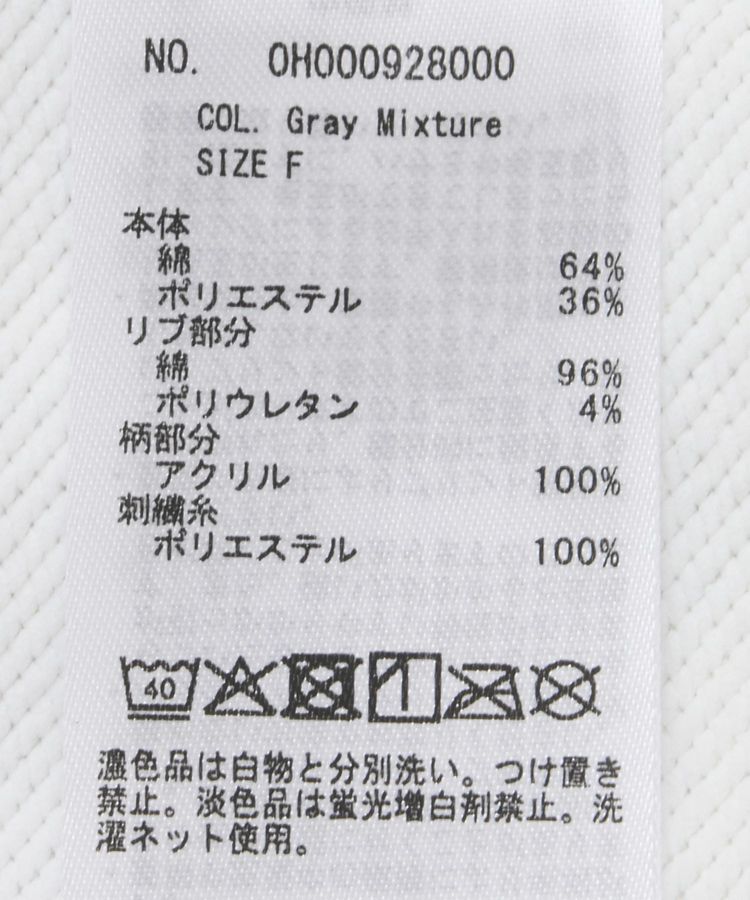 NO. 0H000928000
COL. Gray Mixture
SIZE F
本体
綿 64%
ポリエステル 36%
リブ部分
綿 96%
ポリウレタン 4%
柄部分
アクリル 100%
刺繍糸
ポリエステル 100%
40
濃色品は白物と分別洗い。つけ置き
禁止。淡色品は蛍光増白剤禁止。洗
濯ネット使用。